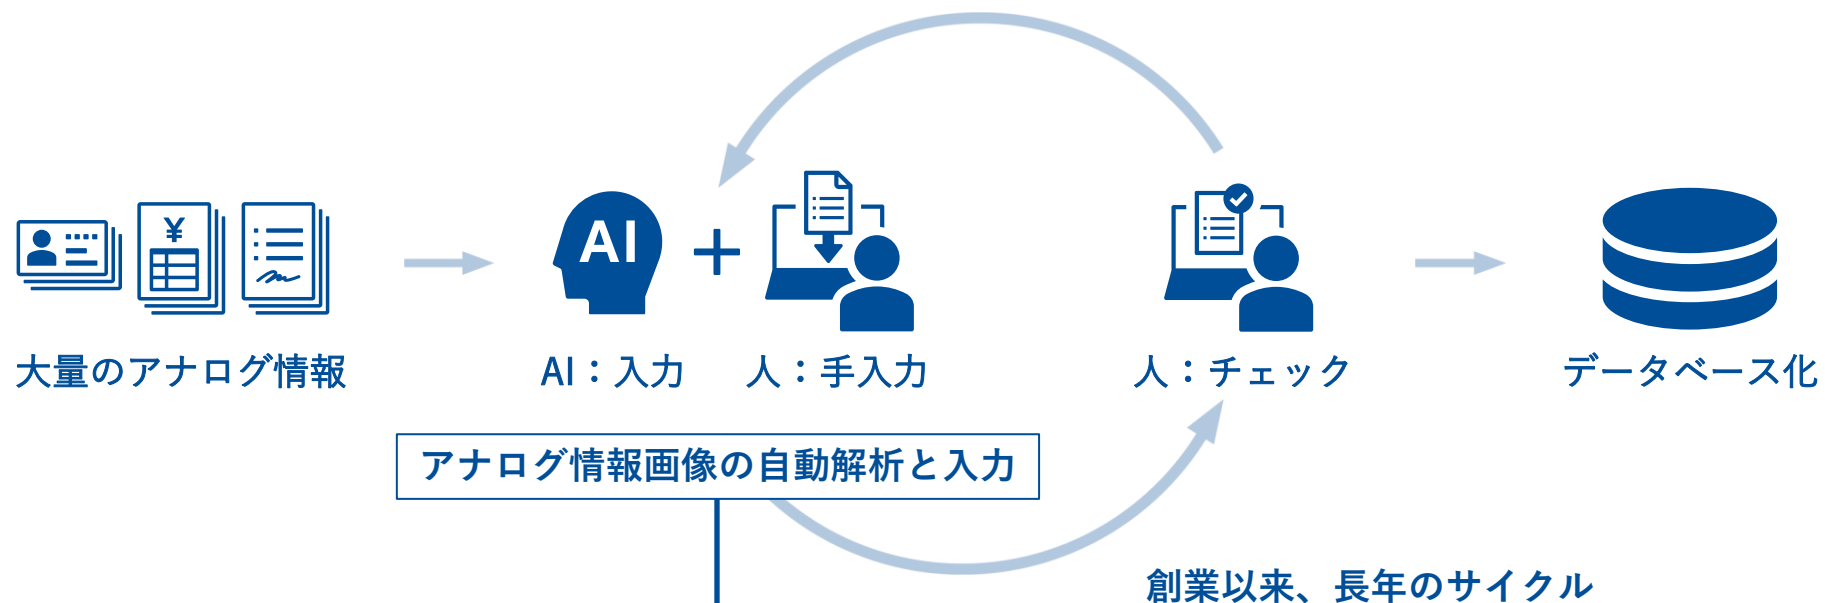 ¥
AI
大量のアナログ情報
AI：入力
人：手入力
人：チェック
データベース化
アナログ情報画像の自動解析と入力
創業以来、長年のサイクル